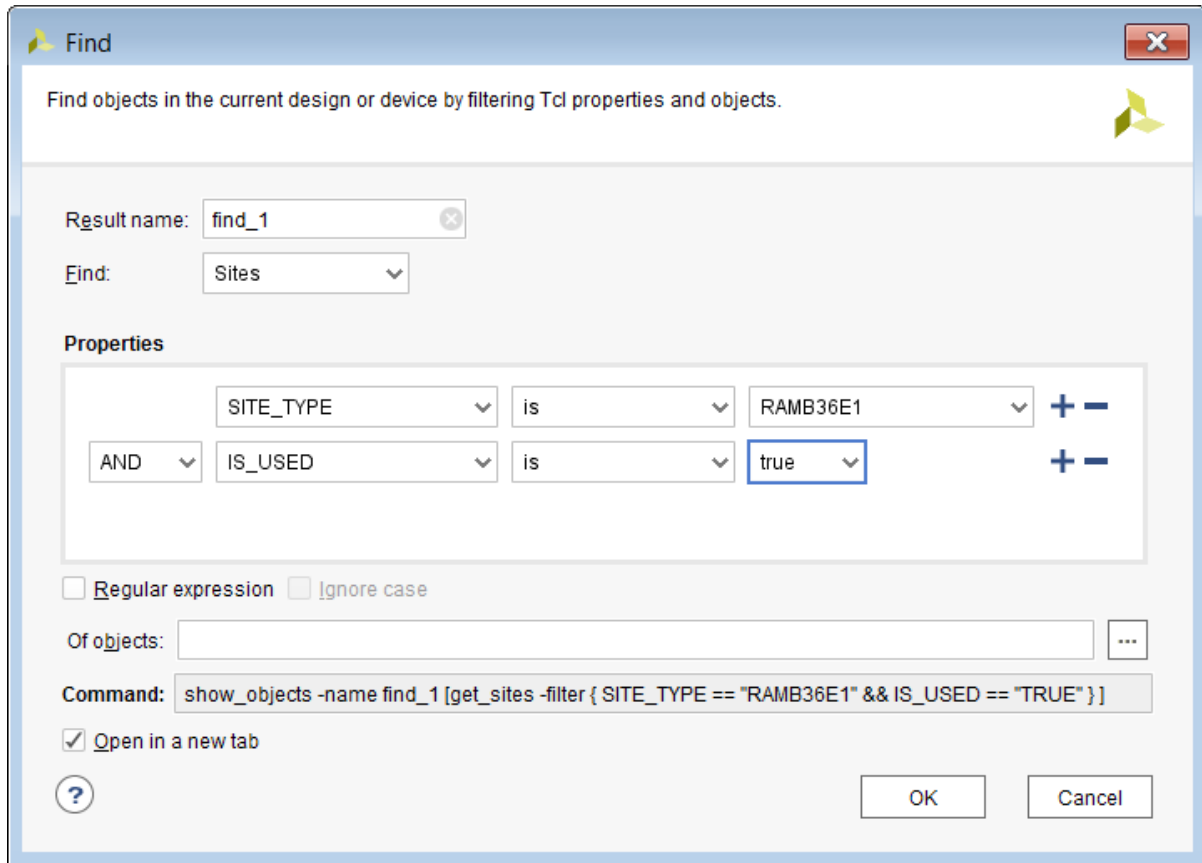 Find
Find objects in the current design or device by filtering Tcl properties and objects.
Result name: find_1
Find: Sites
Properties
SITE_TYPE is RAMB36E1
AND IS_USED is true
Regular expression Ignore case
Of objects: ...
Command: show_objects -name find_1 [get_sites -filter { SITE_TYPE == "RAMB36E1" && IS_USED == "TRUE" } ]
Open in a new tab
? OK Cancel